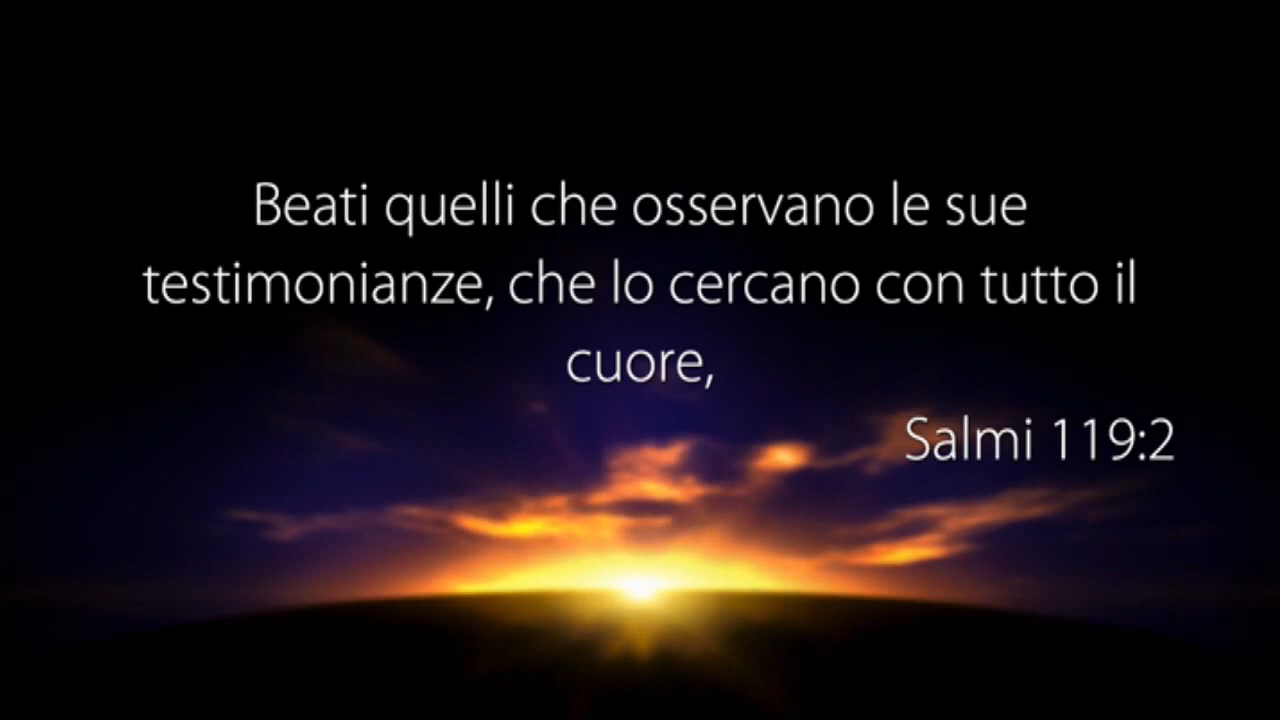 Beati quelli che osservano le sue
testimonianze, che lo cercano con tutto il
cuore,
Salmi 119:2